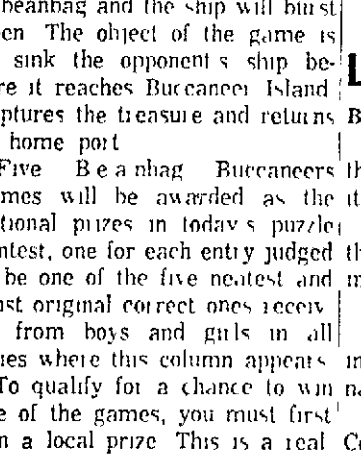 beanbag and the ship will burst
en The object of the game is
sink the opponent s ship be-
re it reaches Buccaneer Island
ptures the treasure and returns
home port
Five Beanbag Buccaneers
mes will be awarded as the
tional prizes in today s puzzle
ntest, one for each entry judged
be one of the five neatest and
st original correct ones receiv
from boys and girls in all
nes where this column appears
To qualify for a chance to win
e of the games, you must first
n a local prize This is a real